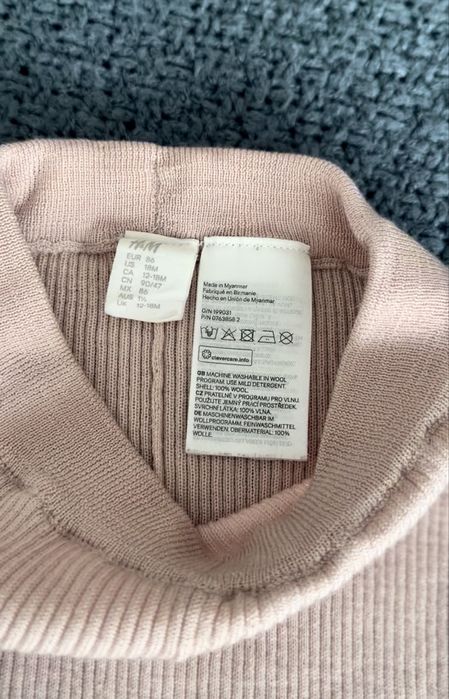 H&M
EUR 86
US 18M
CA 12-18M
CN 90/47
MX 86
AUS 1½
UK 12-18M
Made in Myanmar
Fabriqué en Birmanie
Hecho en Unión de Myanmar
O/N 199031
P/N 0763858 2
clevercare.info
GB MACHINE WASHABLE IN WOOL
PROGRAM. USE MILD DETERGENT
SHELL: 100% WOOL.
CZ PRATELNÉ V PROGRAMU PRO VLNU.
POUŽIJTE JEMNÝ PRACÍ PROSTŘEDEK.
SVRCHNÍ LÁTKA: 100% VLNA.
DE MASCHINENWASCHBAR IM
WOLLPROGRAMM. FEINWASCHMITTEL
VERWENDEN. OBERMATERIAL: 100%
WOLLE